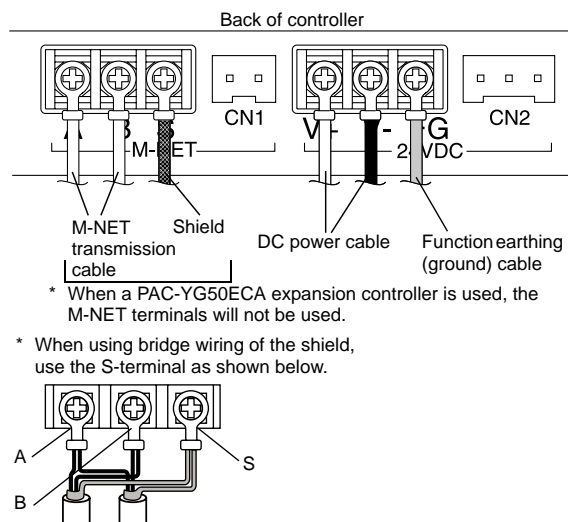 Back of controller
CN1
CN2
M-NET
24VDC
M-NET
transmission
cable
Shield
DC power cable
Function earthing
(ground) cable
* When a PAC-YG50ECA expansion controller is used, the
M-NET terminals will not be used.
* When using bridge wiring of the shield,
use the S-terminal as shown below.
A
B
S